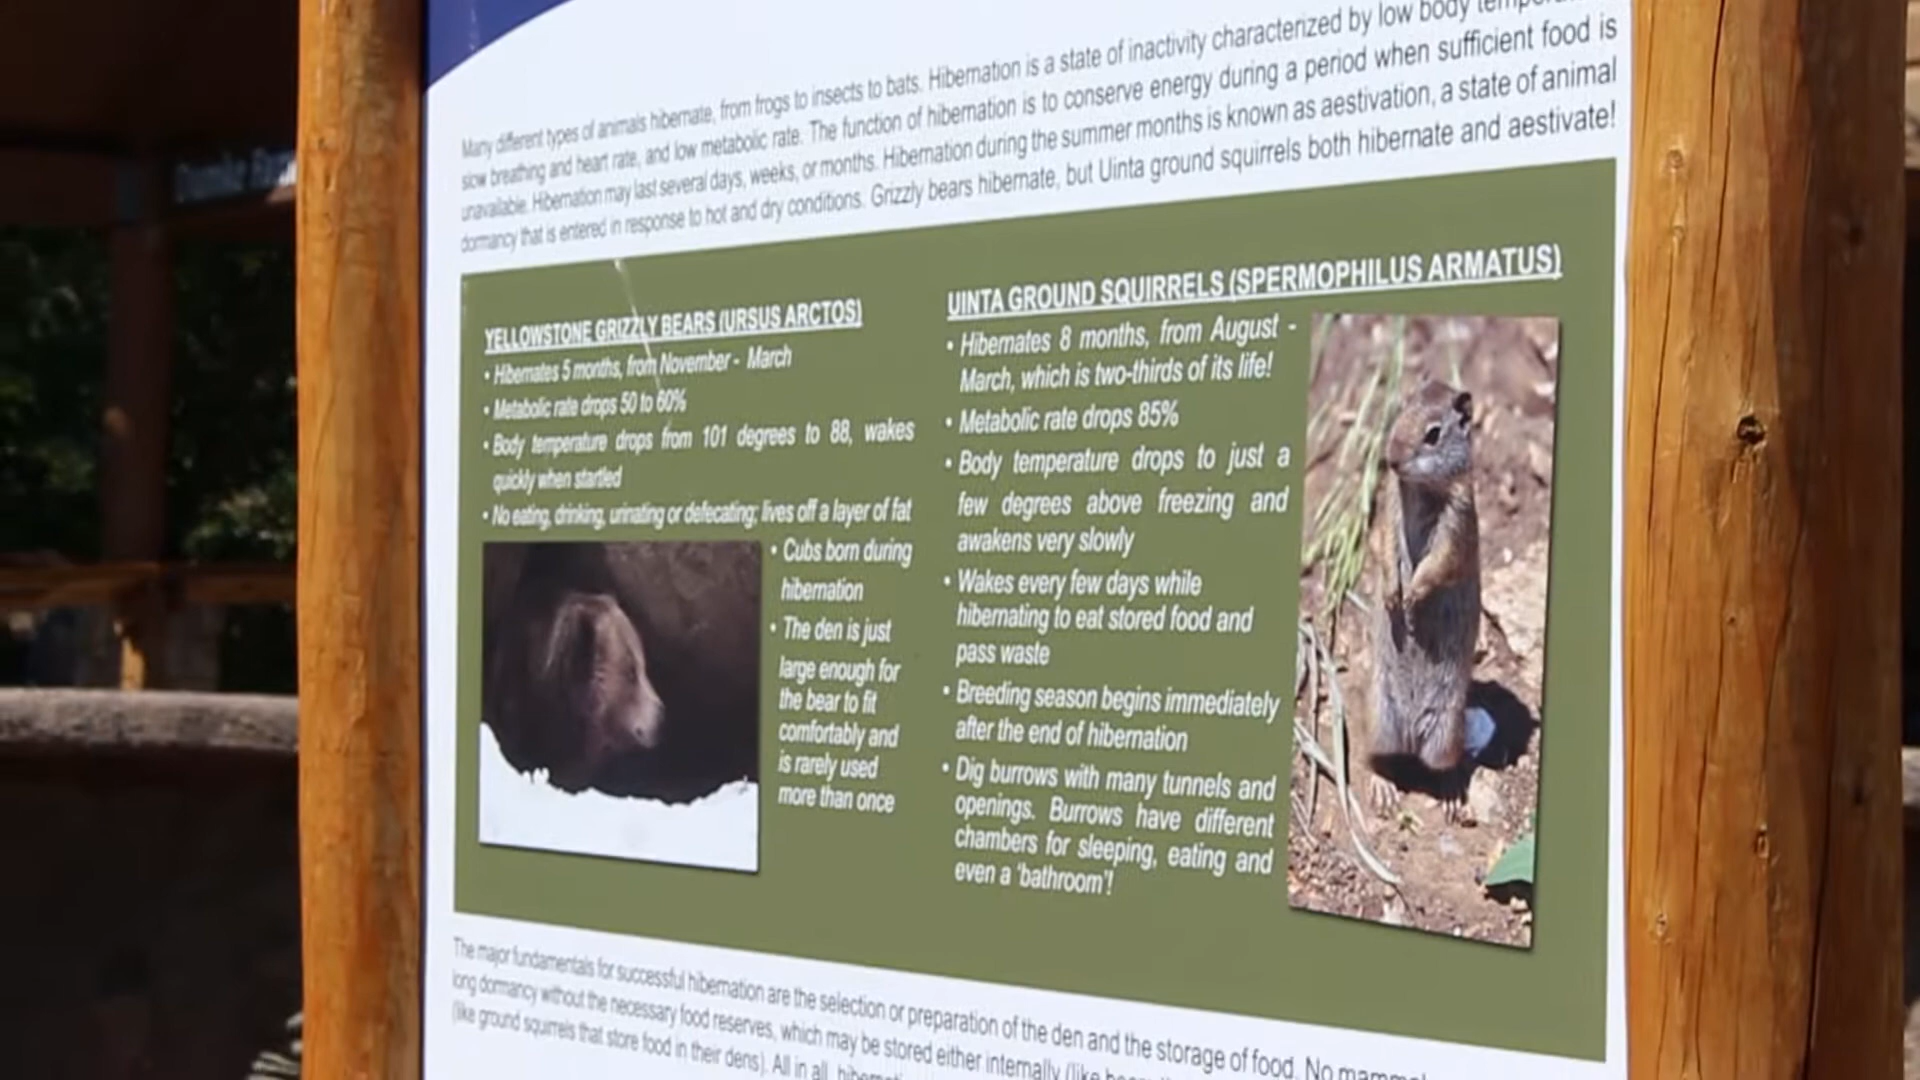 Many different types of animals hibernate, from frogs to insects to bats. Hibernation is a state of inactivity characterized by low body
slow breathing and heart rate, and low metabolic rate. The function of hibernation is to conserve energy during a period when sufficient food is
unavailable. Hibernation may last several days, weeks, or months. Hibernation during the summer months is known as aestivation, a state of animal
dormancy that is entered in response to hot and dry conditions. Grizzly bears hibernate, but Uinta ground squirrels both hibernate and aestivate!
YELLOWSTONE GRIZZLY BEARS (URSUS ARCTOS)
• Hibernates 5 months, from November - March
• Metabolic rate drops 50 to 60%
• Body temperature drops from 101 degrees to 88, wakes
quickly when startled
• No eating, drinking, urinating or defecating; lives off a layer of fat
• Cubs born during
hibernation
• The den is just
large enough for
the bear to fit
comfortably and
is rarely used
more than once
UINTA GROUND SQUIRRELS (SPERMOPHILUS ARMATUS)
• Hibernates 8 months, from August -
March, which is two-thirds of its life!
• Metabolic rate drops 85%
• Body temperature drops to just a
few degrees above freezing and
awakens very slowly
• Wakes every few days while
hibernating to eat stored food and
pass waste
• Breeding season begins immediately
after the end of hibernation
• Dig burrows with many tunnels and
openings. Burrows have different
chambers for sleeping, eating and
even a 'bathroom'!
The major fundamentals for successful hibernation are the selection or preparation of the den and the storage of food. No
long dormancy without the necessary food reserves, which may be stored either internally (like
(like ground squirrels that store food in their dens). All in all,